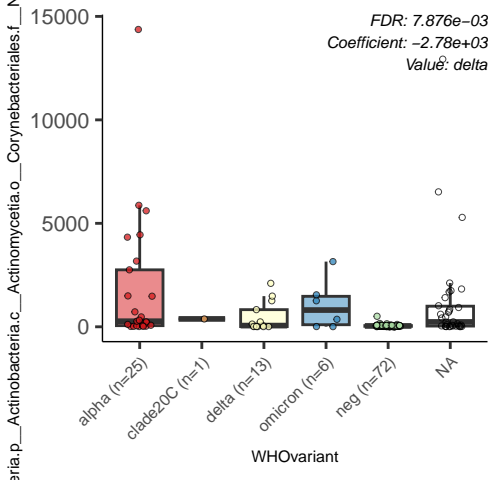 eria.p__Actinobacteria.c__Actinomycetia.o__Corynebacteriales.f__N
15000
10000
5000
0
FDR: 7.876e−03
Coefficient: −2.78e+03
Value: delta
alpha (n=25)
clade20C (n=1)
delta (n=13)
omicron (n=6)
neg (n=72)
NA
WHOvariant